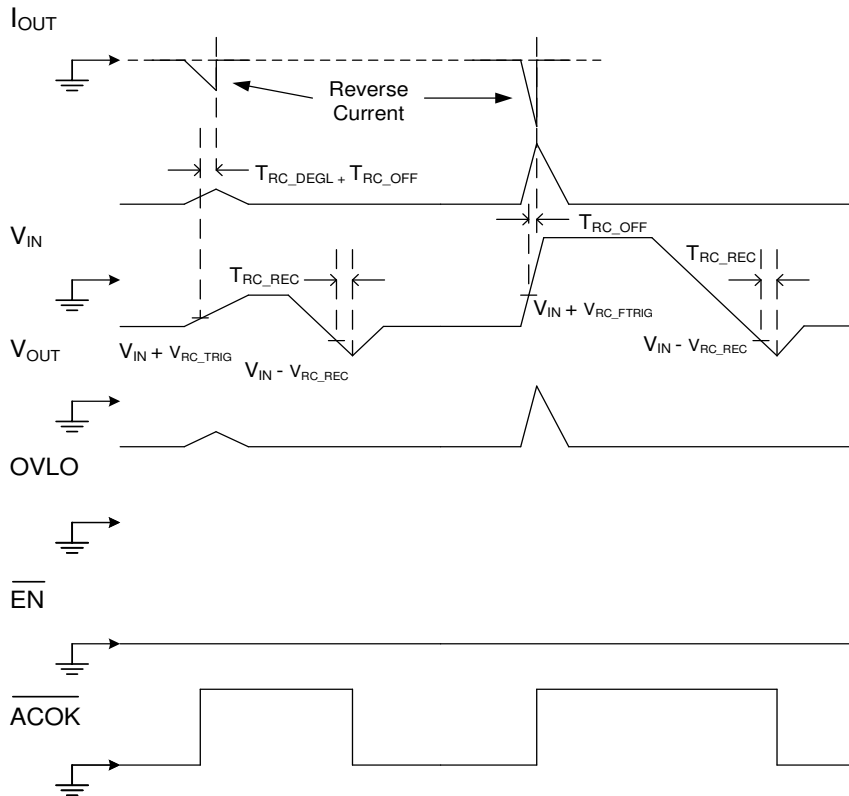 IOUT
Reverse
Current
TRC_DEGL + TRC_OFF
VIN
TRC_OFF
TRC_REC
TRC_REC
VIN + VRC_FTRIG
VOUT
VIN + VRC_TRIG
VIN - VRC_REC
VIN - VRC_REC
OVLO
EN
ACOK